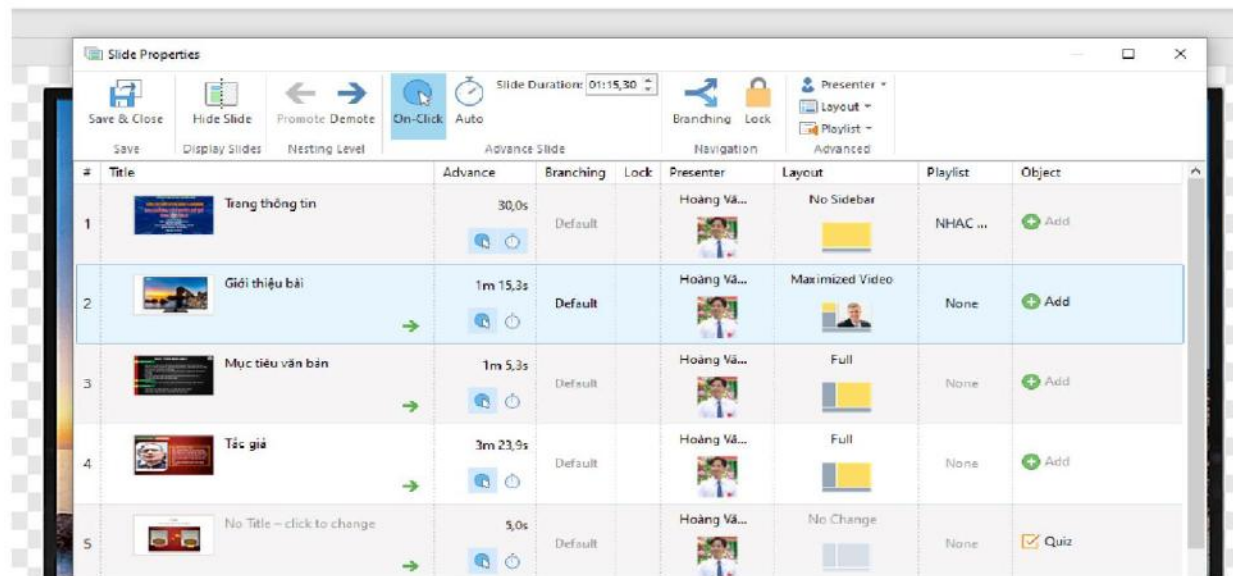 Slide Properties
Slide Duration: 01:15,30
Save & Close
Hide Slide
Promote Demote
On-Click
Auto
Branching
Lock
Presenter
Layout
Playlist
Save
Display Slides
Nesting Level
Advance Slide
Navigation
Advanced
# Title Advance Branching Lock Presenter Layout Playlist Object
1 Trang thông tin 30,0s Default Hoàng Vă... No Sidebar NHAC ... Add
2 Giới thiệu bài 1m 15,3s Default Hoàng Vă... Maximized Video None Add
3 Mục tiêu văn bản 1m 5,3s Default Hoàng Vă... Full None Add
4 Tác giả 3m 23,9s Default Hoàng Vă... Full None Add
5 No Title – click to change 5,0s Default Hoàng Vă... No Change None Quiz